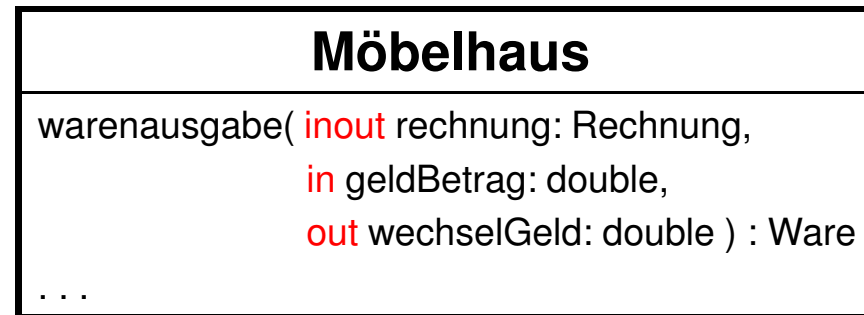 Möbelhaus
warenausgabe( inout rechnung: Rechnung,
in geldBetrag: double,
out wechselGeld: double ) : Ware
. . .